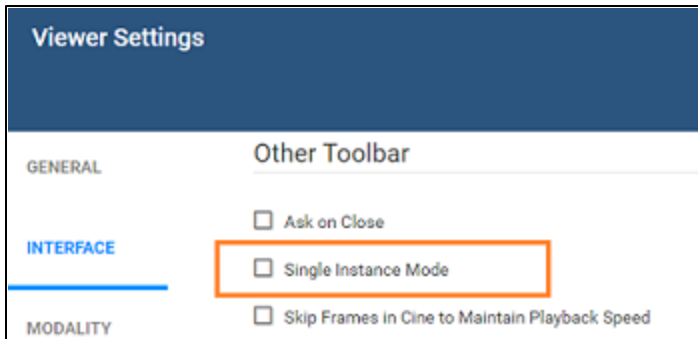 Viewer Settings
GENERAL
INTERFACE
MODALITY
Other Toolbar
Ask on Close
Single Instance Mode
Skip Frames in Cine to Maintain Playback Speed